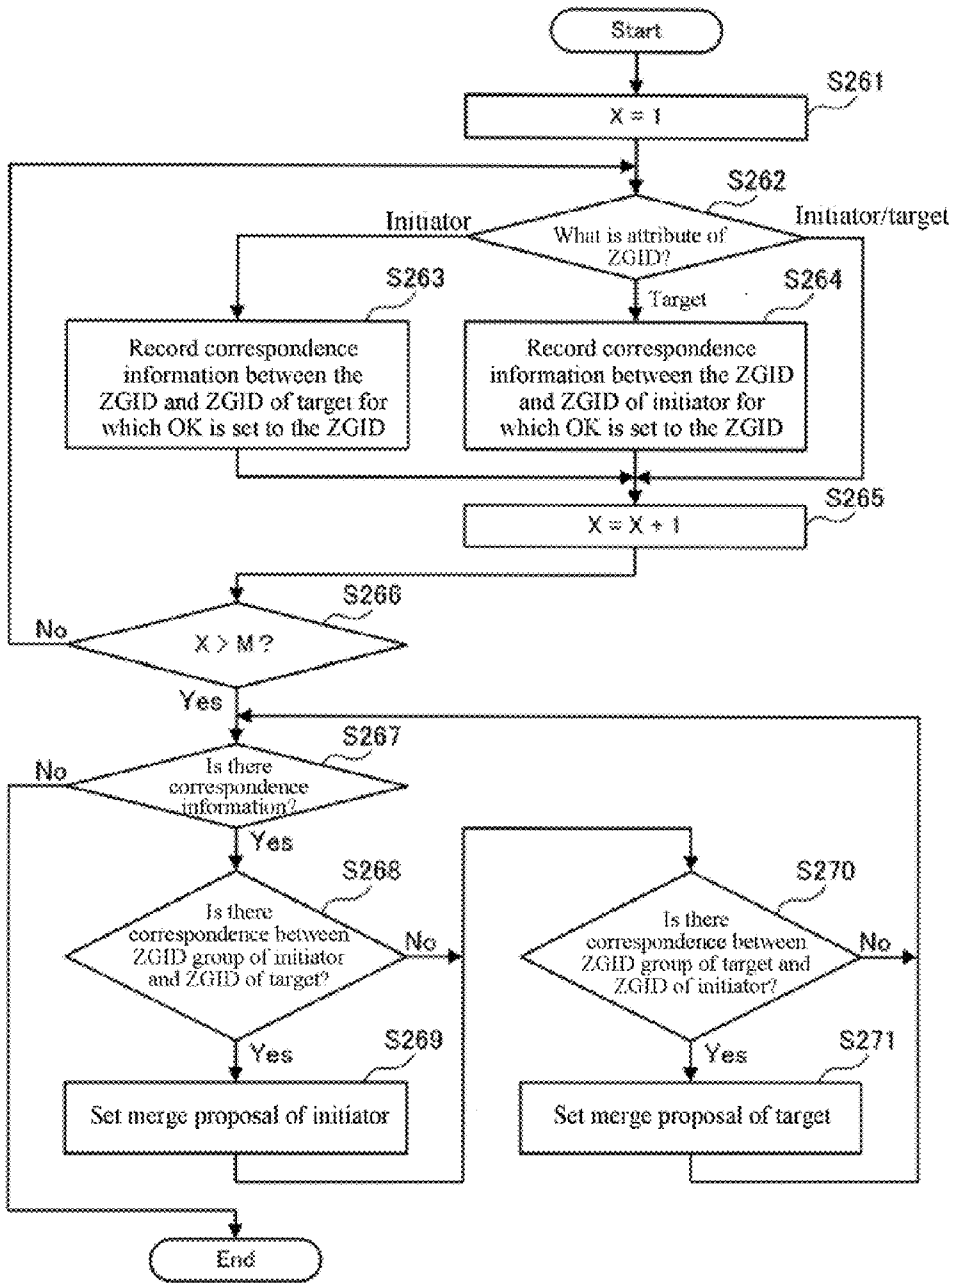 Start
S261
X = 1
S262
Initiator
Initiator/target
What is attribute of
ZGID?
S263
Target
S264
Record correspondence
information between the
ZGID and ZGID of target for
which OK is set to the ZGID
Record correspondence
information between the ZGID
and ZGID of initiator for
which OK is set to the ZGID
S265
X = X + 1
S266
No
X > M ?
Yes
S267
No
Is there
correspondence
information?
Yes
S268
Is there
correspondence between
ZGID group of initiator
and ZGID of target?
No
S270
Is there
correspondence between
ZGID group of target and
ZGID of initiator?
No
Yes
S269
Set merge proposal of initiator
Yes
S271
Set merge proposal of target
End